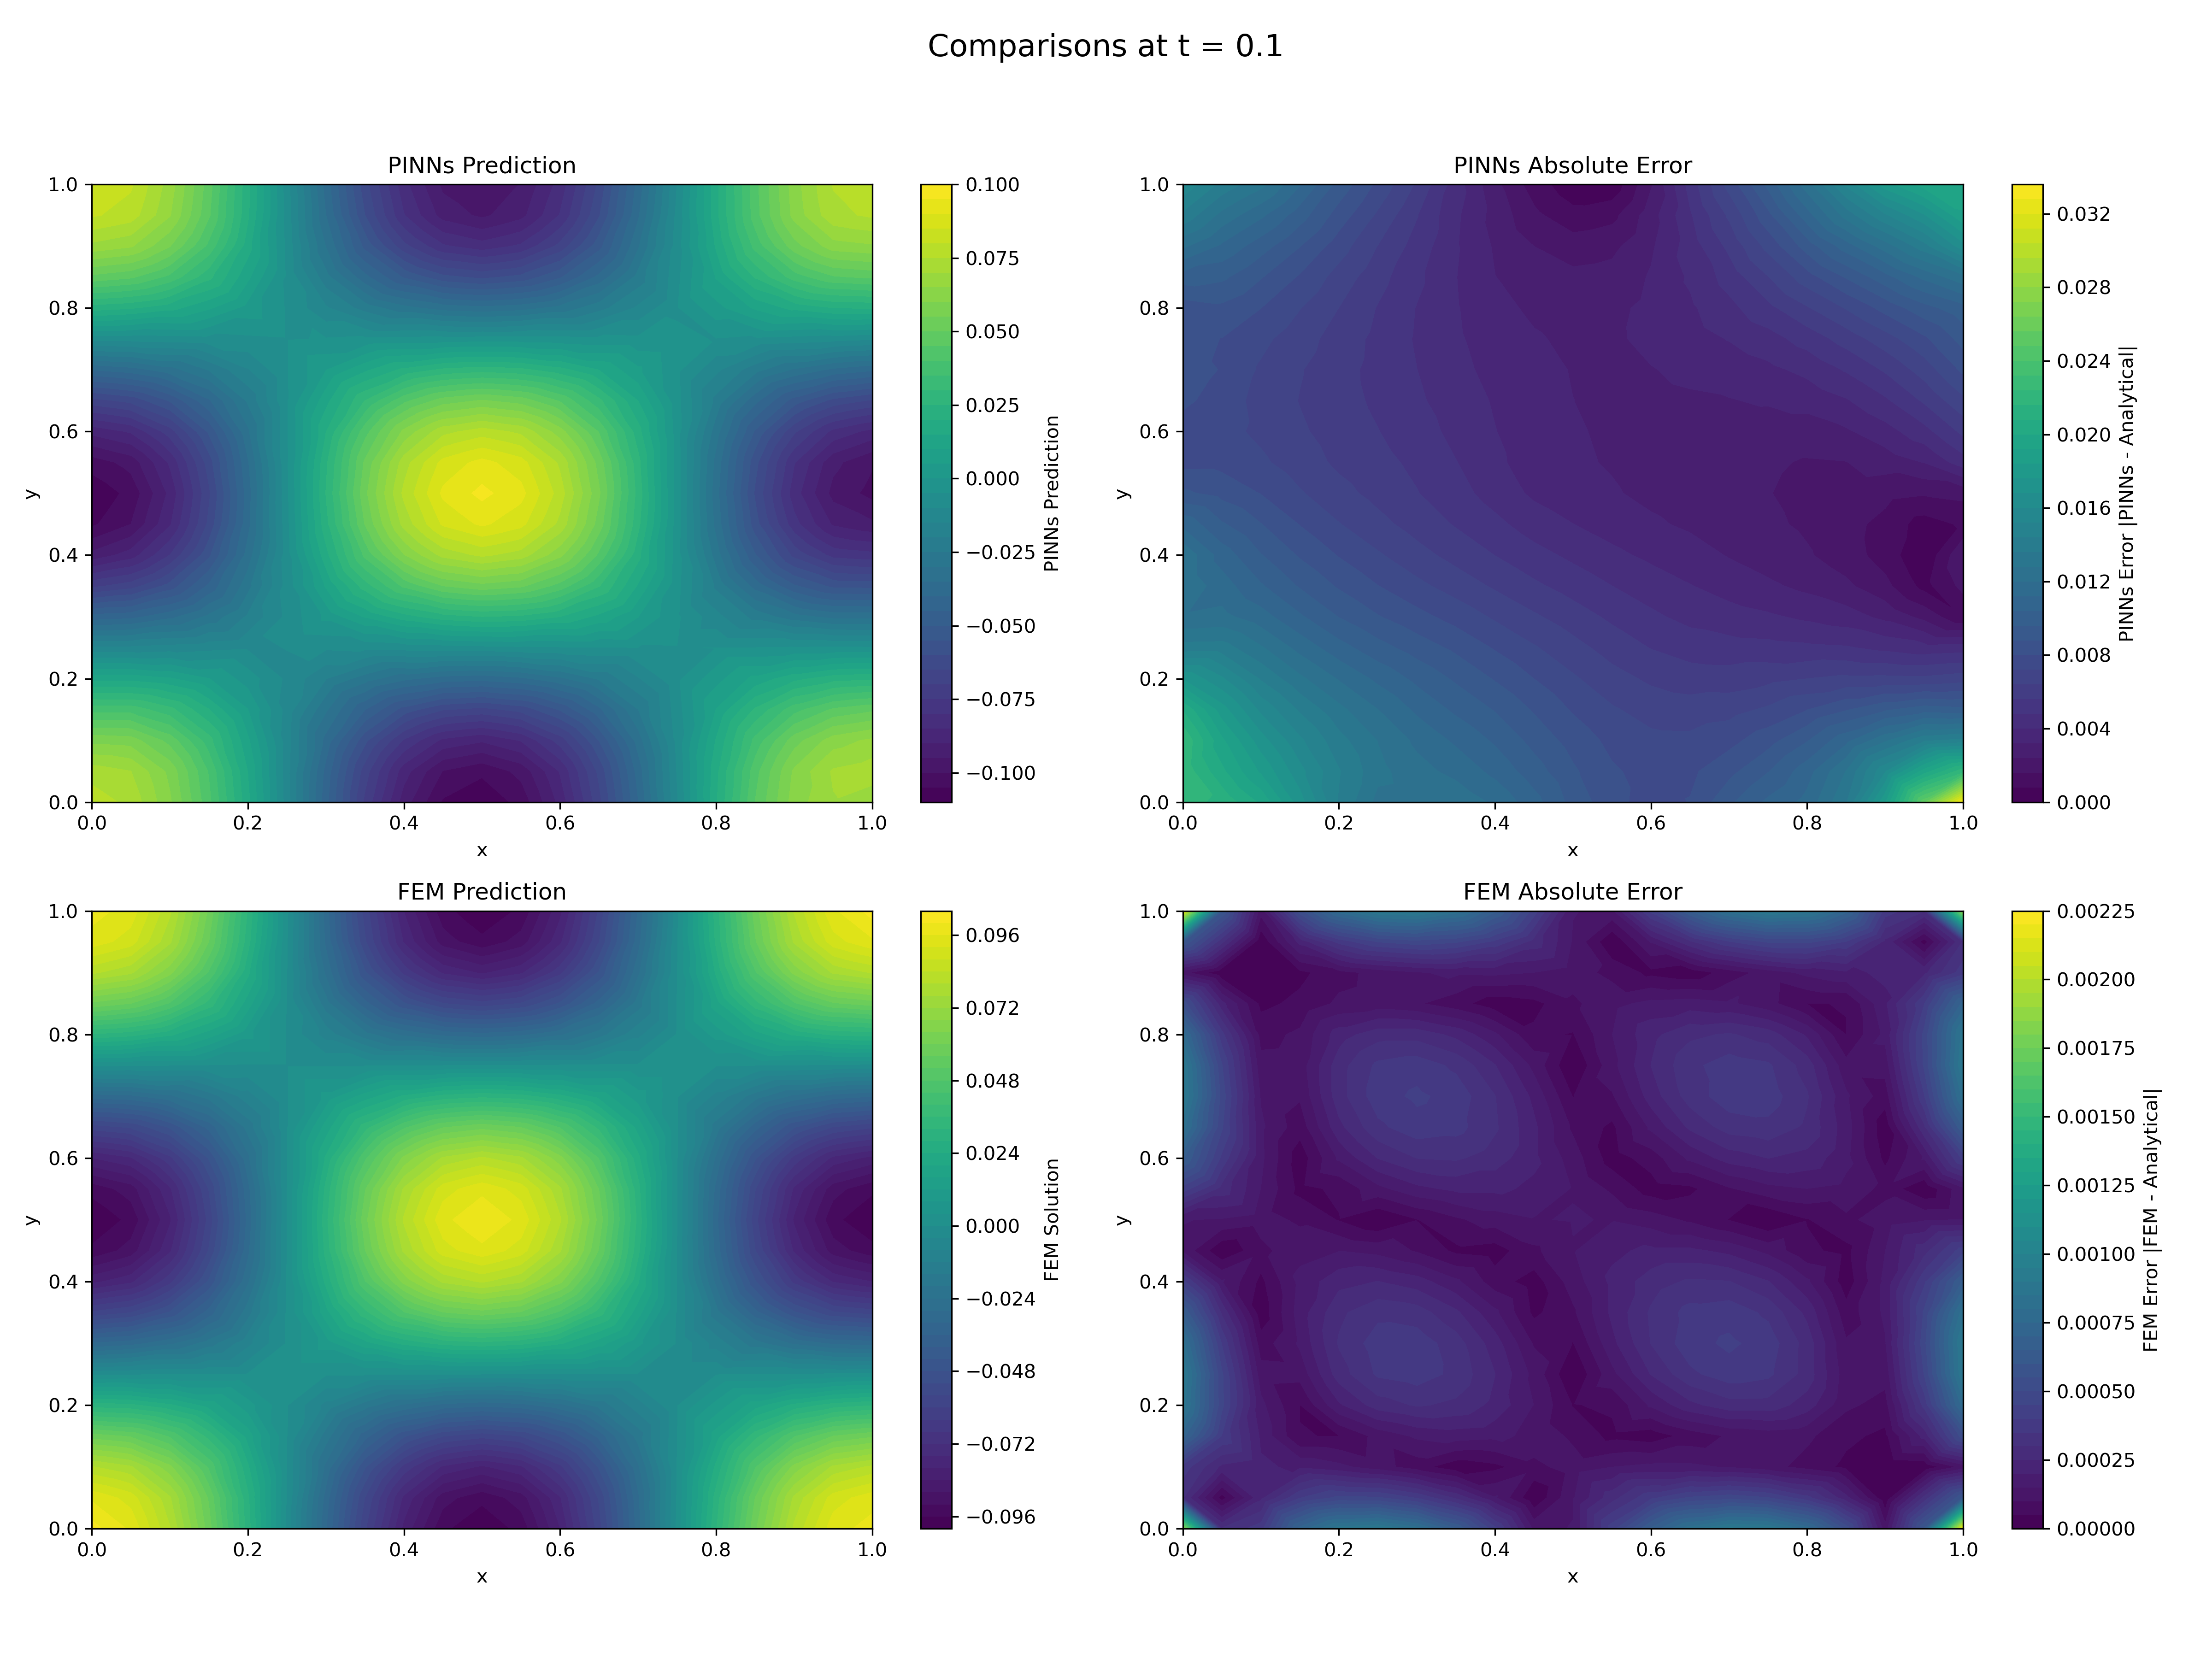 Comparisons at t = 0.1
PINNs Prediction
1.0
0.8
0.6
0.4
0.2
0.0
y
0.0 0.2 0.4 0.6 0.8 1.0
x
0.100
0.075
0.050
0.025
0.000
−0.025
−0.050
−0.075
−0.100
PINNs Prediction
PINNs Absolute Error
1.0
0.8
0.6
0.4
0.2
0.0
y
0.0 0.2 0.4 0.6 0.8 1.0
x
0.032
0.028
0.024
0.020
0.016
0.012
0.008
0.004
0.000
PINNs Error |PINNs - Analytical|
FEM Prediction
1.0
0.8
0.6
0.4
0.2
0.0
y
0.0 0.2 0.4 0.6 0.8 1.0
x
0.096
0.072
0.048
0.024
0.000
−0.024
−0.048
−0.072
−0.096
FEM Solution
FEM Absolute Error
1.0
0.8
0.6
0.4
0.2
0.0
y
0.0 0.2 0.4 0.6 0.8 1.0
x
0.00225
0.00200
0.00175
0.00150
0.00125
0.00100
0.00075
0.00050
0.00025
0.00000
FEM Error |FEM - Analytical|